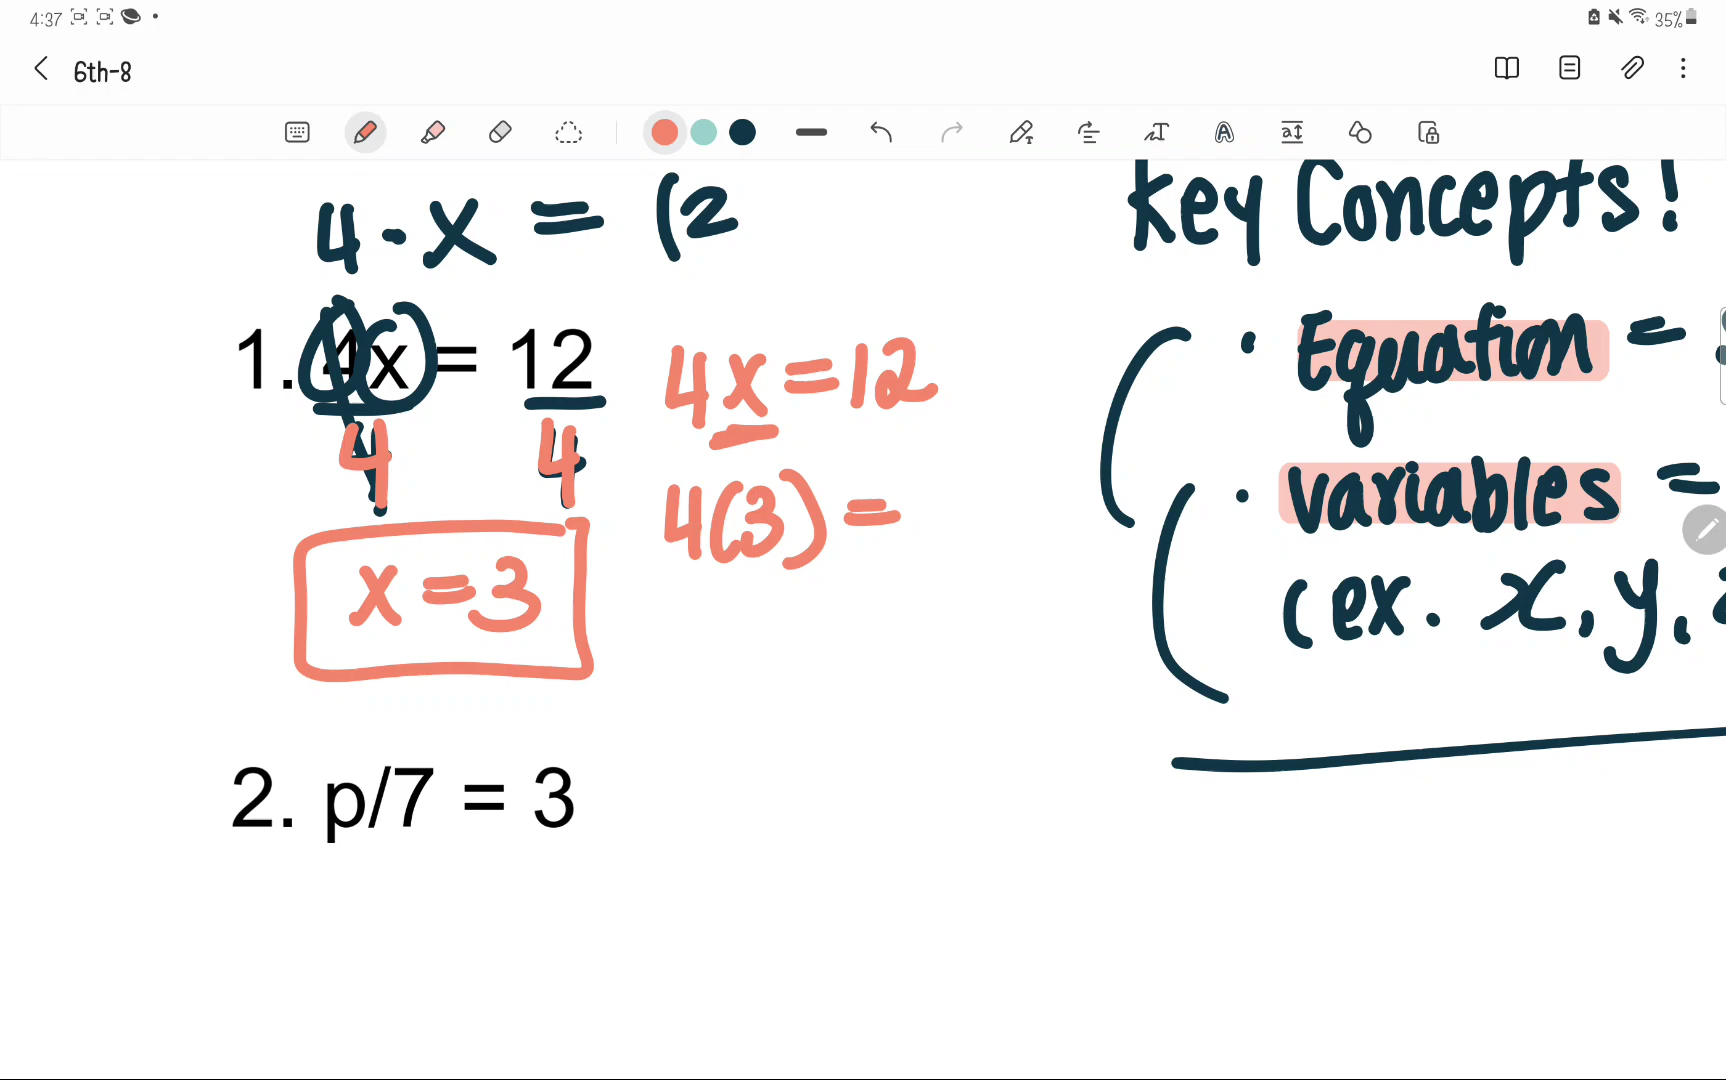 4:37 35%
6th-8
4 · x = 12
Key Concepts!
1. 4(x) = 12
4 4
x = 3
4x = 12
4(3) =
· Equation =
· Variables =
(ex. x, y,
2. p/7 = 3